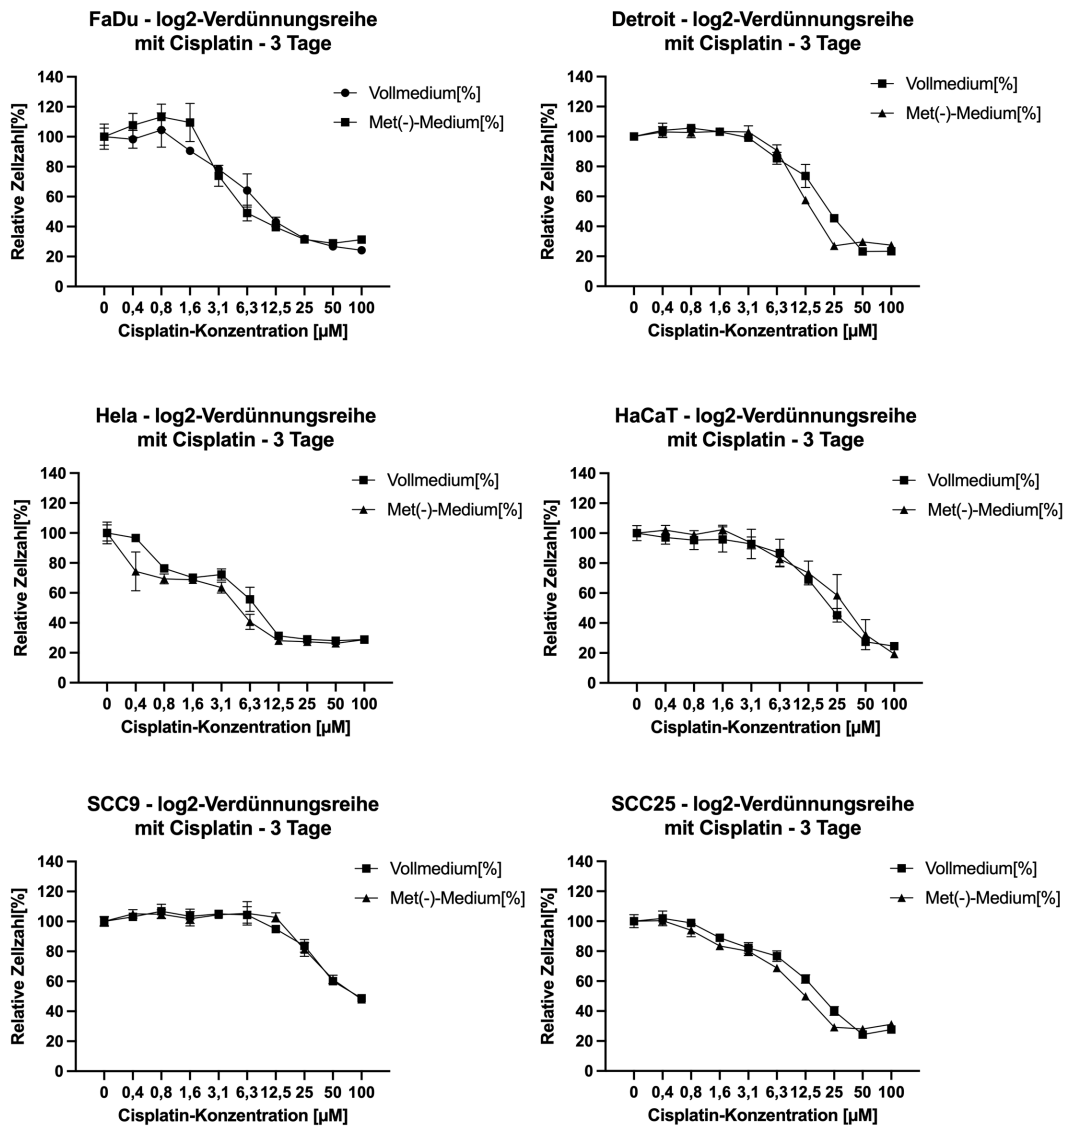 FaDu - log2-Verdünnungsreihe
mit Cisplatin - 3 Tage
Relative Zellzahl[%]
140
120
100
80
60
40
20
0
0 0,4 0,8 1,6 3,1 6,3 12,5 25 50 100
Cisplatin-Konzentration [µM]
Vollmedium[%]
Met(-)-Medium[%]
Detroit - log2-Verdünnungsreihe
mit Cisplatin - 3 Tage
Relative Zellzahl[%]
140
120
100
80
60
40
20
0
0 0,4 0,8 1,6 3,1 6,3 12,5 25 50 100
Cisplatin-Konzentration [µM]
Vollmedium[%]
Met(-)-Medium[%]
Hela - log2-Verdünnungsreihe
mit Cisplatin - 3 Tage
Relative Zellzahl[%]
140
120
100
80
60
40
20
0
0 0,4 0,8 1,6 3,1 6,3 12,5 25 50 100
Cisplatin-Konzentration [µM]
Vollmedium[%]
Met(-)-Medium[%]
HaCaT - log2-Verdünnungsreihe
mit Cisplatin - 3 Tage
Relative Zellzahl[%]
140
120
100
80
60
40
20
0
0 0,4 0,8 1,6 3,1 6,3 12,5 25 50 100
Cisplatin-Konzentration [µM]
Vollmedium[%]
Met(-)-Medium[%]
SCC9 - log2-Verdünnungsreihe
mit Cisplatin - 3 Tage
Relative Zellzahl[%]
140
120
100
80
60
40
20
0
0 0,4 0,8 1,6 3,1 6,3 12,5 25 50 100
Cisplatin-Konzentration [µM]
Vollmedium[%]
Met(-)-Medium[%]
SCC25 - log2-Verdünnungsreihe
mit Cisplatin - 3 Tage
Relative Zellzahl[%]
140
120
100
80
60
40
20
0
0 0,4 0,8 1,6 3,1 6,3 12,5 25 50 100
Cisplatin-Konzentration [µM]
Vollmedium[%]
Met(-)-Medium[%]